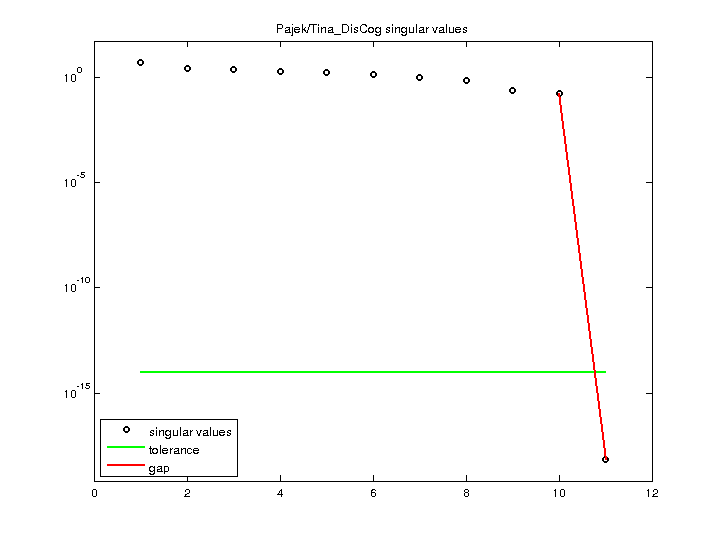 Pajek/Tina_DisCog singular values
10^0
10^-5
10^-10
10^-15
singular values
tolerance
gap
0 2 4 6 8 10 12